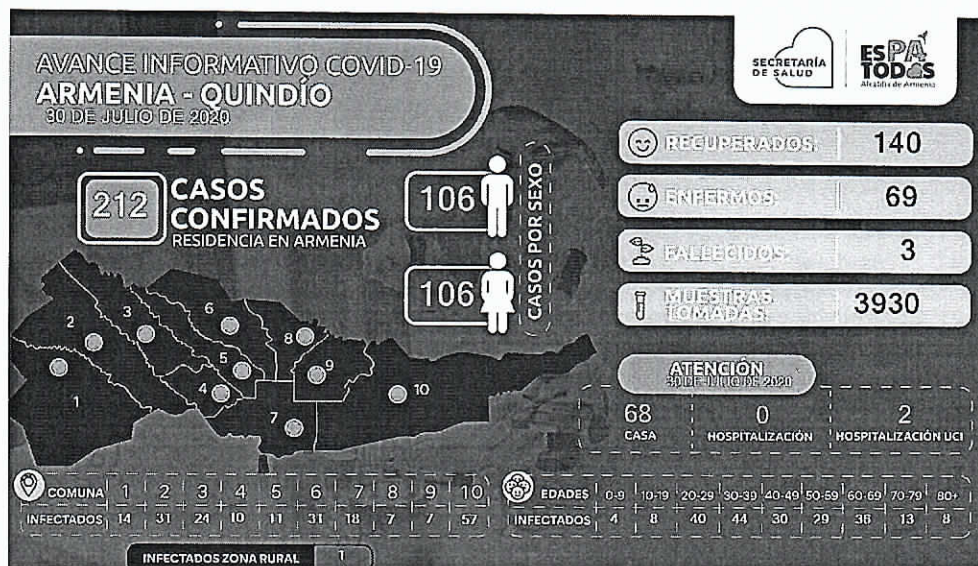 AVANCE INFORMATIVO COVID-19
ARMENIA - QUINDÍO
30 DE JULIO DE 2020
SECRETARÍA
DE SALUD
ES PA
TODOS
Alcaldía de Armenia
212
CASOS
CONFIRMADOS
RESIDENCIA EN ARMENIA
106
106
CASOS POR SEXO
RECUPERADOS: 140
ENFERMOS: 69
FALLECIDOS: 3
MUESTRAS
TOMADAS: 3930
1
2
3
4
5
6
7
8
9
10
ATENCIÓN
30 DE JULIO DE 2020
68 0 2
CASA HOSPITALIZACIÓN HOSPITALIZACIÓN UCI
COMUNA 1 2 3 4 5 6 7 8 9 10
INFECTADOS 14 31 24 10 11 31 18 7 7 57
INFECTADOS ZONA RURAL 1
EDADES 0-9 10-19 20-29 30-39 40-49 50-59 60-69 70-79 80+
INFECTADOS 4 8 40 44 30 29 36 13 8